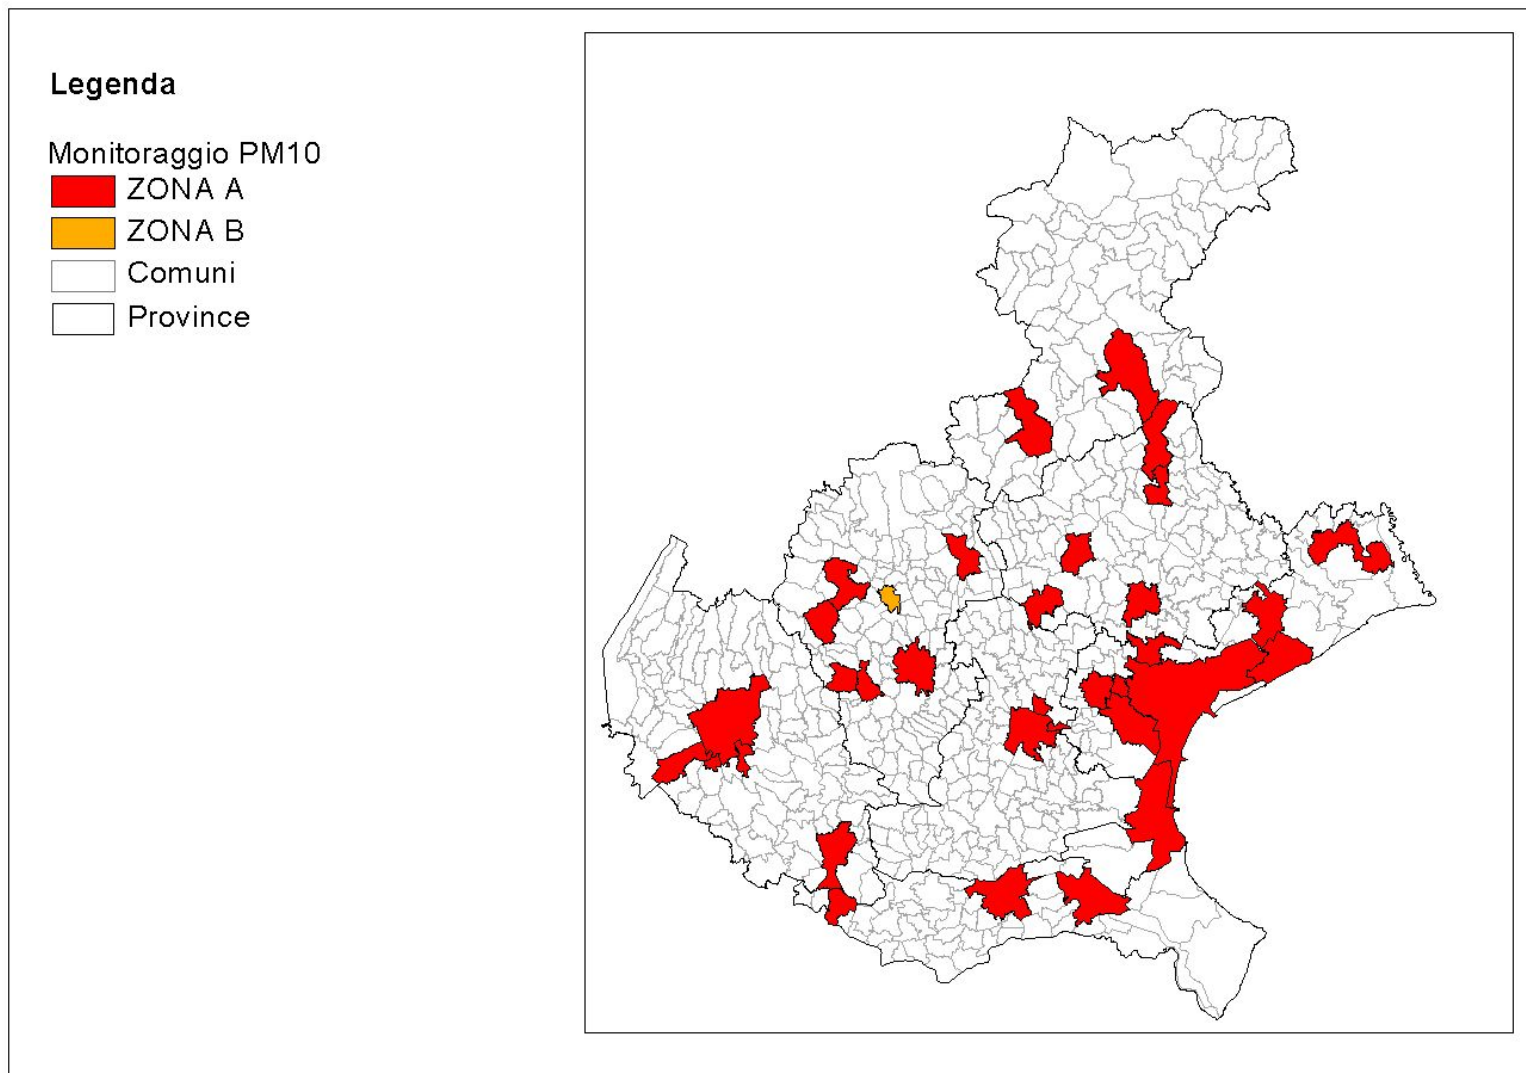 Legenda
Monitoraggio PM10
ZONA A
ZONA B
Comuni
Province